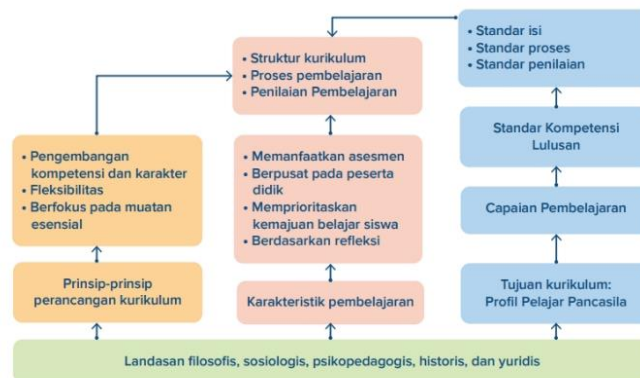 • Struktur kurikulum
• Proses pembelajaran
• Penilaian Pembelajaran
• Standar isi
• Standar proses
• Standar penilaian
Standar Kompetensi
Lulusan
• Pengembangan
kompetensi dan karakter
• Fleksibilitas
• Berfokus pada muatan
esensial
• Memanfaatkan asesmen
• Berpusat pada peserta
didik
• Memprioritaskan
kemajuan belajar siswa
• Berdasarkan refleksi
Capaian Pembelajaran
Prinsip-prinsip
perancangan kurikulum
Karakteristik pembelajaran
Tujuan kurikulum:
Profil Pelajar Pancasila
Landasan filosofis, sosiologis, psikopedagogis, historis, dan yuridis